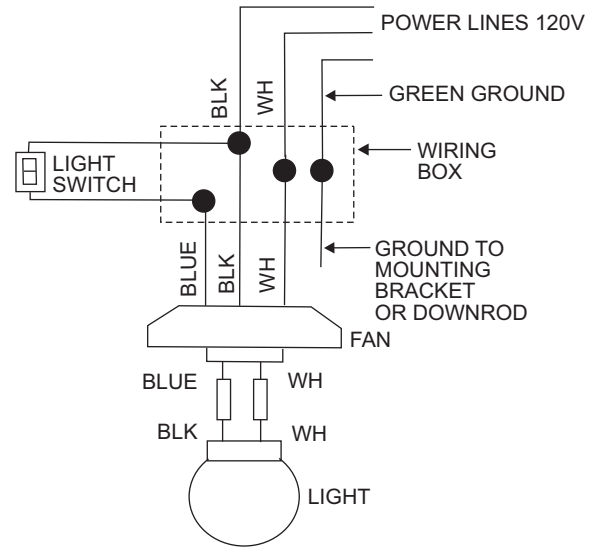 POWER LINES 120V
BLK
WH
GREEN GROUND
LIGHT
SWITCH
WIRING
BOX
BLUE
BLK
WH
GROUND TO
MOUNTING
BRACKET
OR DOWNROD
FAN
BLUE
WH
BLK
WH
LIGHT